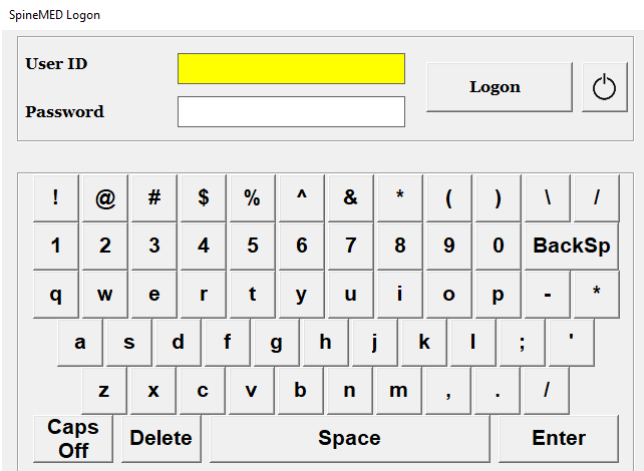 SpineMED Logon
User ID
Logon
Password
! @ # $ % ^ & * ( ) \ /
1 2 3 4 5 6 7 8 9 0 BackSp
q w e r t y u i o p - *
a s d f g h j k l ; '
z x c v b n m , . /
Caps Off Delete Space Enter